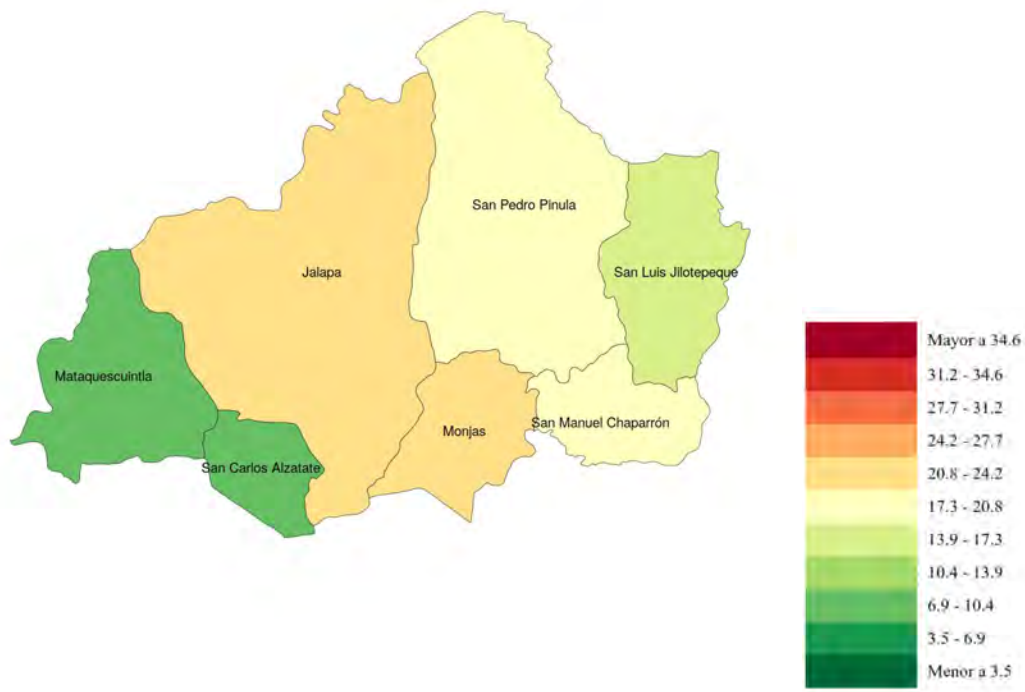 San Pedro Pinula
Jalapa
San Luis Jilotepeque
Mataquescuintla
San Manuel Chaparrón
Monjas
San Carlos Alzatate
Mayor a 34.6
31.2 - 34.6
27.7 - 31.2
24.2 - 27.7
20.8 - 24.2
17.3 - 20.8
13.9 - 17.3
10.4 - 13.9
6.9 - 10.4
3.5 - 6.9
Menor a 3.5